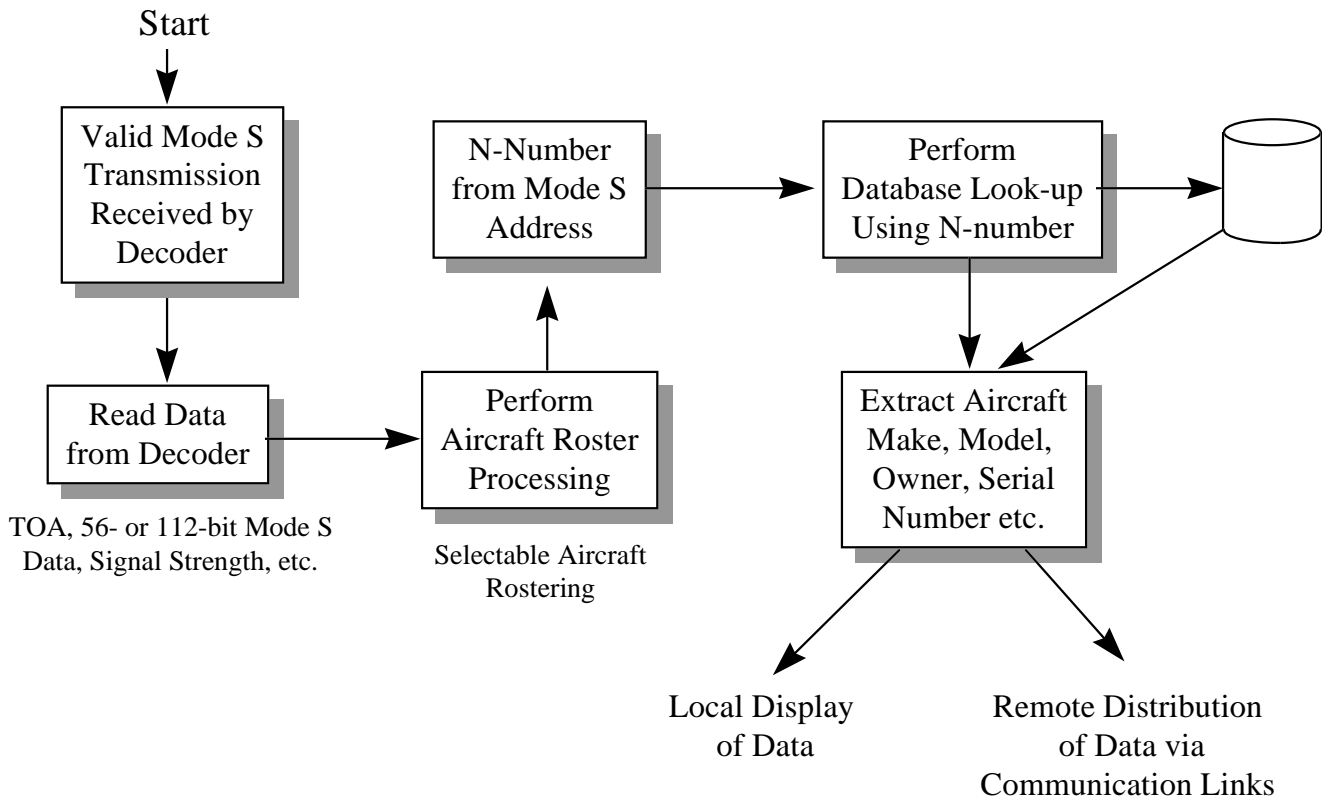 Start
Valid Mode S
Transmission
Received by
Decoder
Read Data
from Decoder
TOA, 56- or 112-bit Mode S
Data, Signal Strength, etc.
Perform
Aircraft Roster
Processing
Selectable Aircraft
Rostering
N-Number
from Mode S
Address
Perform
Database Look-up
Using N-number
Extract Aircraft
Make, Model,
Owner, Serial
Number etc.
Local Display
of Data
Remote Distribution
of Data via
Communication Links